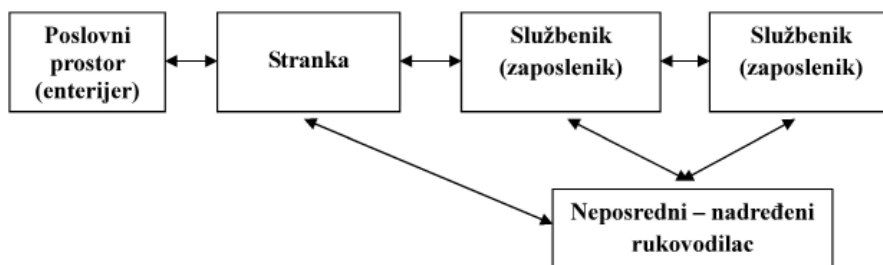 Poslovni
prostor
(enterijer)
Stranka
Službenik
(zaposlenik)
Službenik
(zaposlenik)
Neposredni – nadređeni
rukovodilac